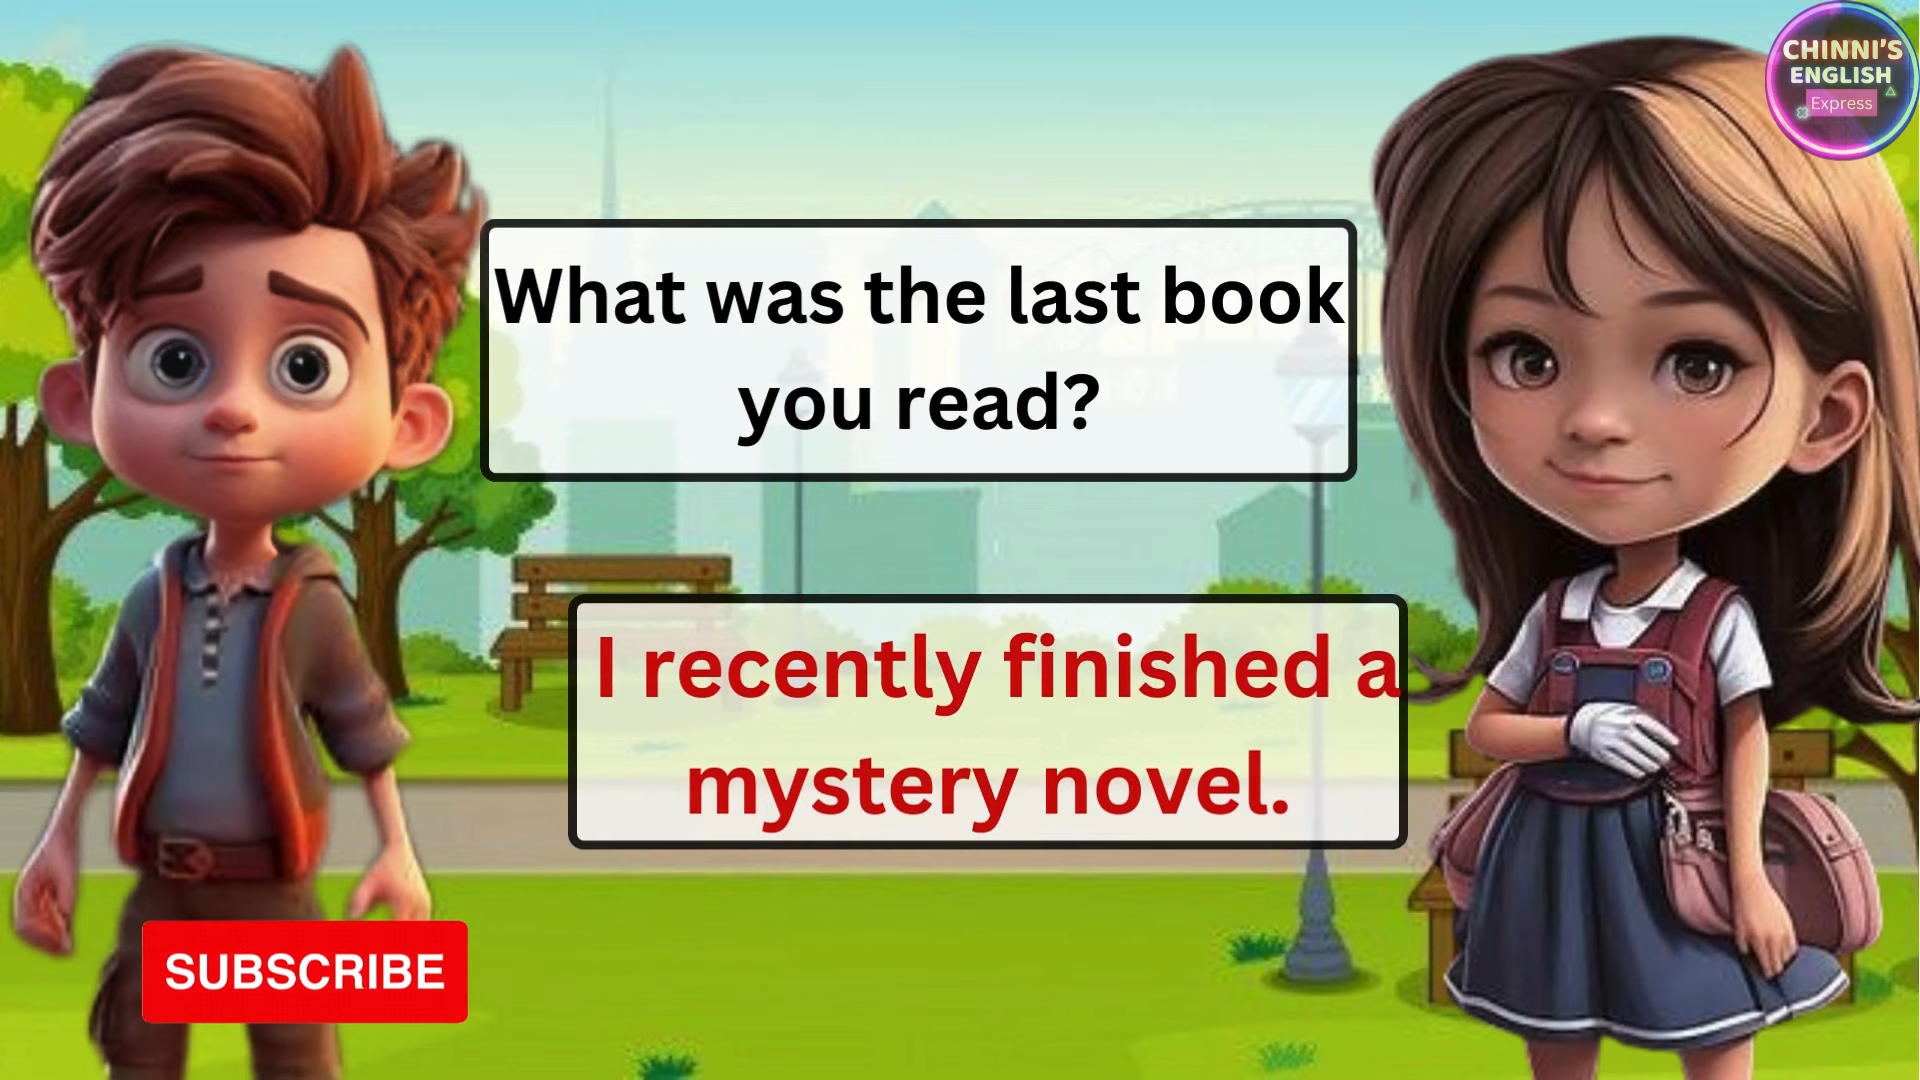 CHINNI'S
ENGLISH
Express
What was the last book
you read?
I recently finished a
mystery novel.
SUBSCRIBE